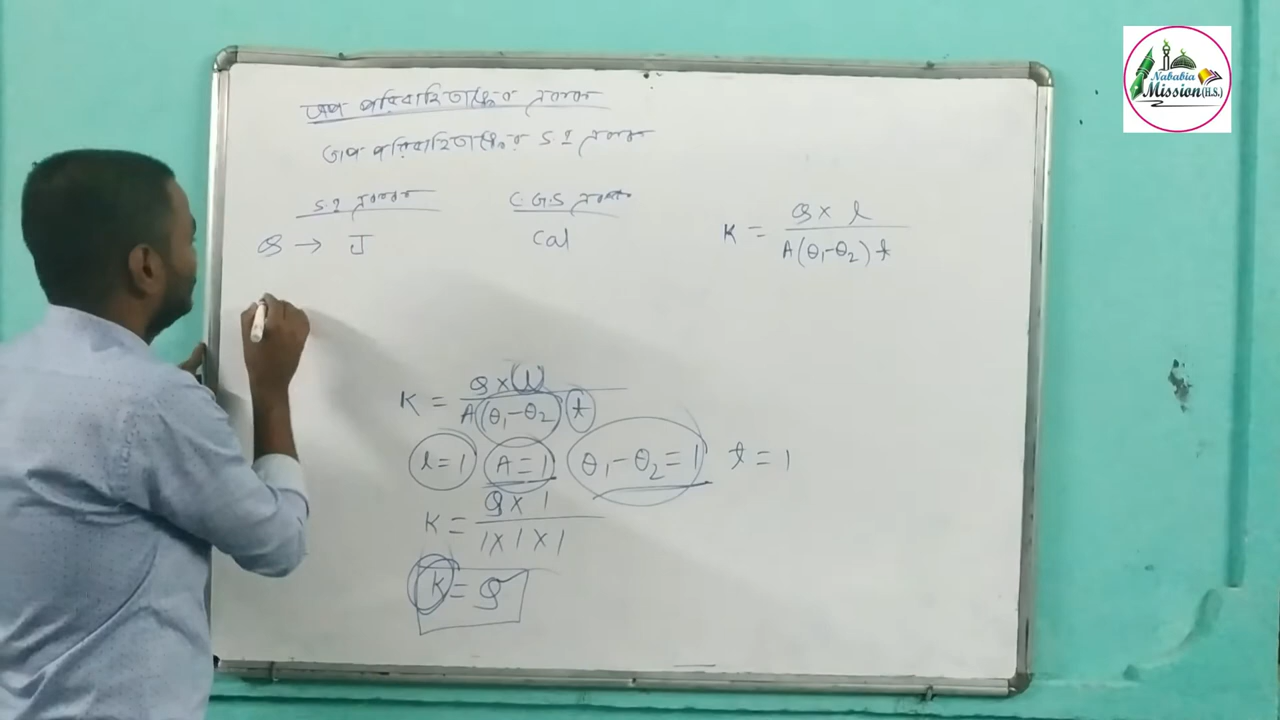 তাপ পরিবাহিতাঙ্কের একক
তাপ পরিবাহিতাঙ্কের S.I একক
S.I একক C.G.S একক
Q → J Cal
K = Q × l / A(θ₁-θ₂) t
K = Q × l / A(θ₁-θ₂) t
l = 1 A = 1 θ₁-θ₂ = 1 t = 1
K = Q × 1 / 1 × 1 × 1
K = Q
Nababia
Mission (H.S.)